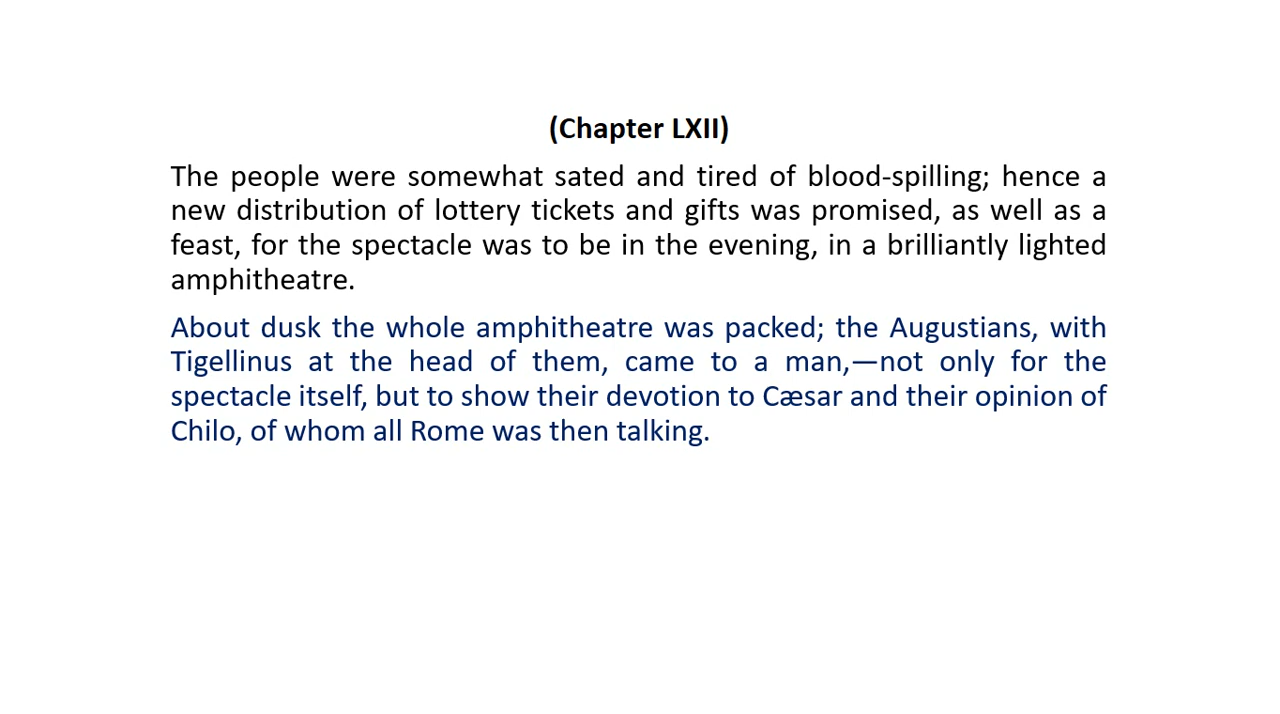 (Chapter LXII)
The people were somewhat sated and tired of blood-spilling; hence a
new distribution of lottery tickets and gifts was promised, as well as a
feast, for the spectacle was to be in the evening, in a brilliantly lighted
amphitheatre.
About dusk the whole amphitheatre was packed; the Augustians, with
Tigellinus at the head of them, came to a man,—not only for the
spectacle itself, but to show their devotion to Cæsar and their opinion of
Chilo, of whom all Rome was then talking.